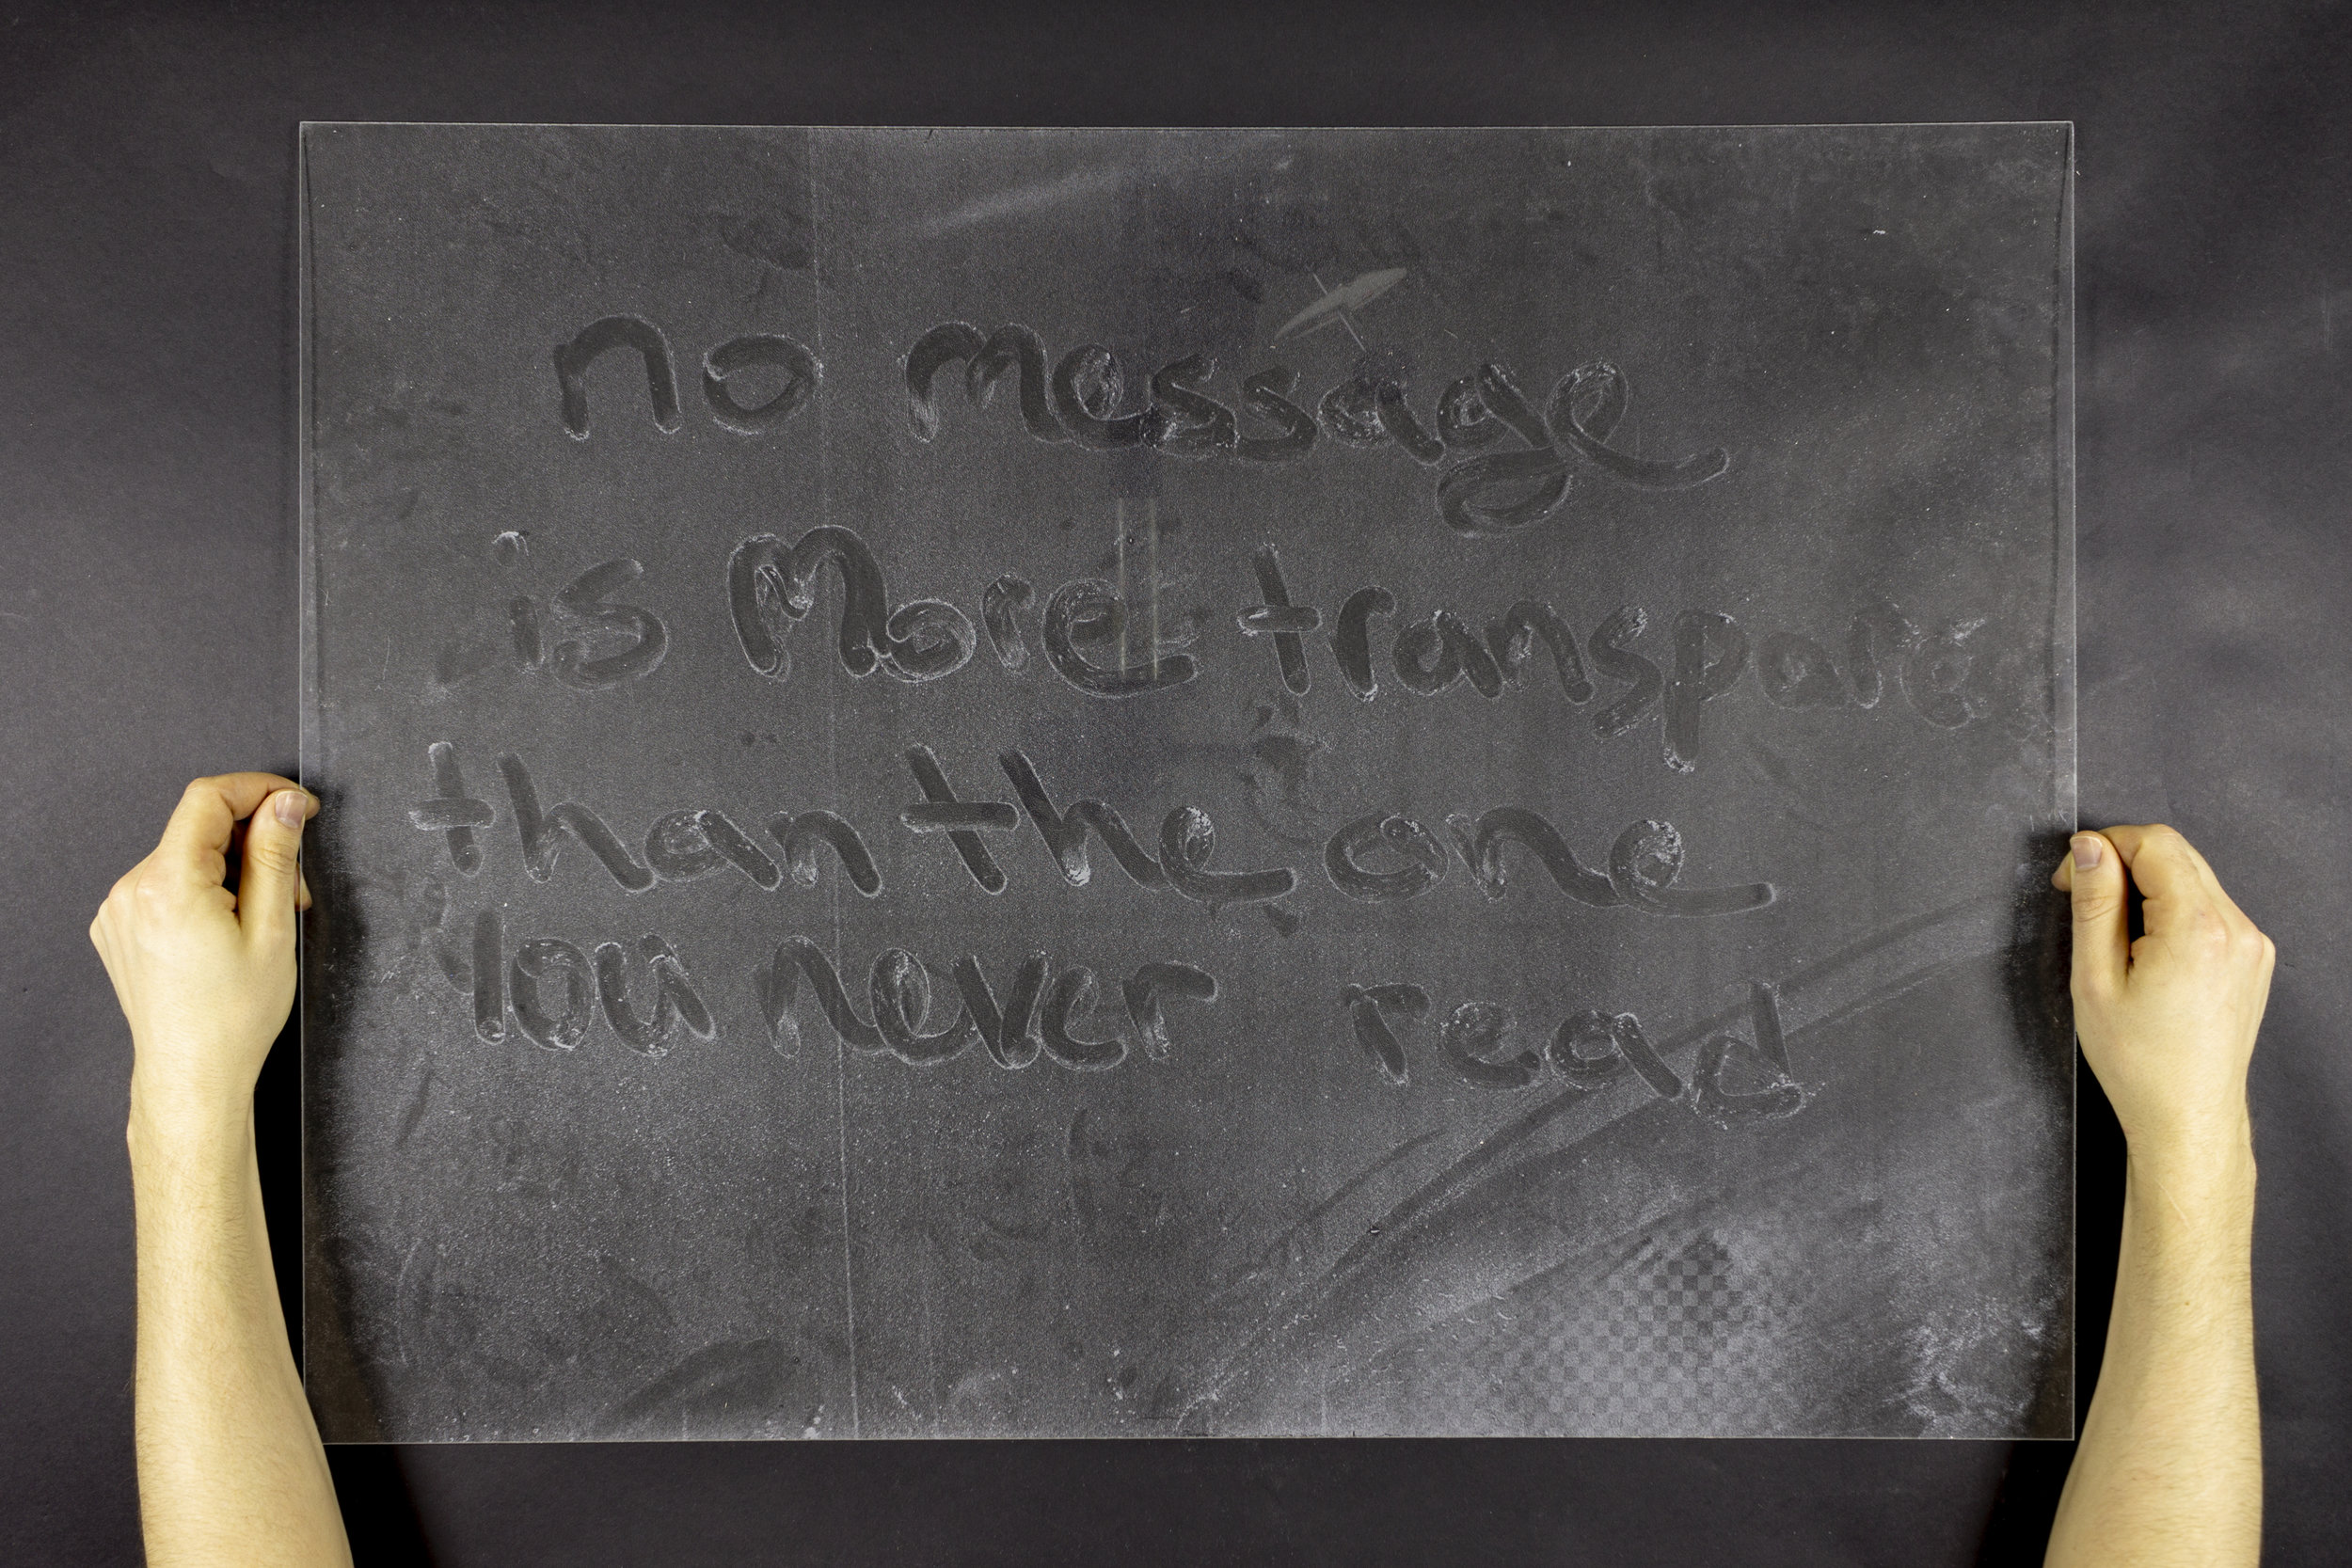 no message
is More transpare
than the one
You never read